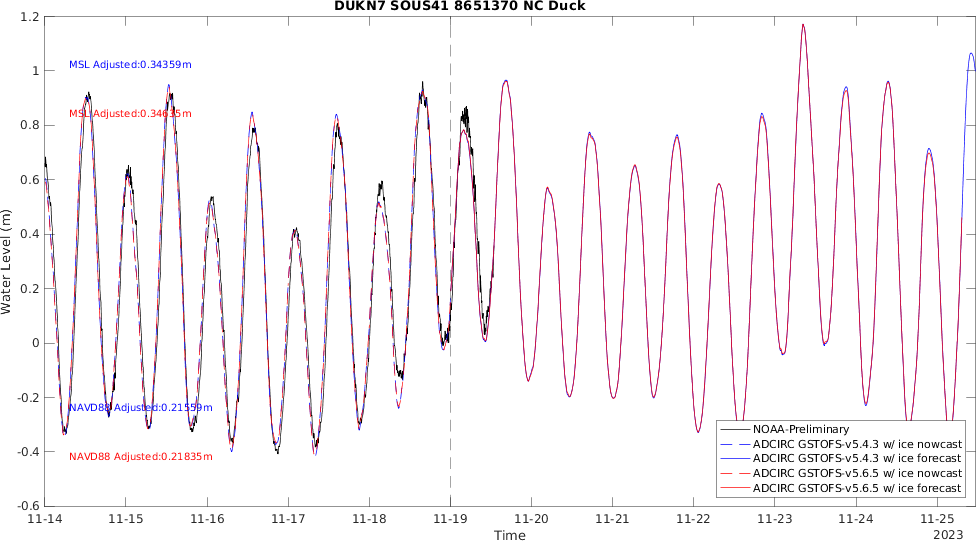 DUKN7 SOUS41 8651370 NC Duck
1.2
1
0.8
0.6
0.4
0.2
0
-0.2
-0.4
-0.6
Water Level (m)
MSL Adjusted:0.34359m
MSL Adjusted:0.34635m
NAVD88 Adjusted:0.21559m
NAVD88 Adjusted:0.21835m
NOAA-Preliminary
ADCIRC GSTOFS-v5.4.3 w/ ice nowcast
ADCIRC GSTOFS-v5.4.3 w/ ice forecast
ADCIRC GSTOFS-v5.6.5 w/ ice nowcast
ADCIRC GSTOFS-v5.6.5 w/ ice forecast
11-14 11-15 11-16 11-17 11-18 11-19 11-20 11-21 11-22 11-23 11-24 11-25
Time
2023